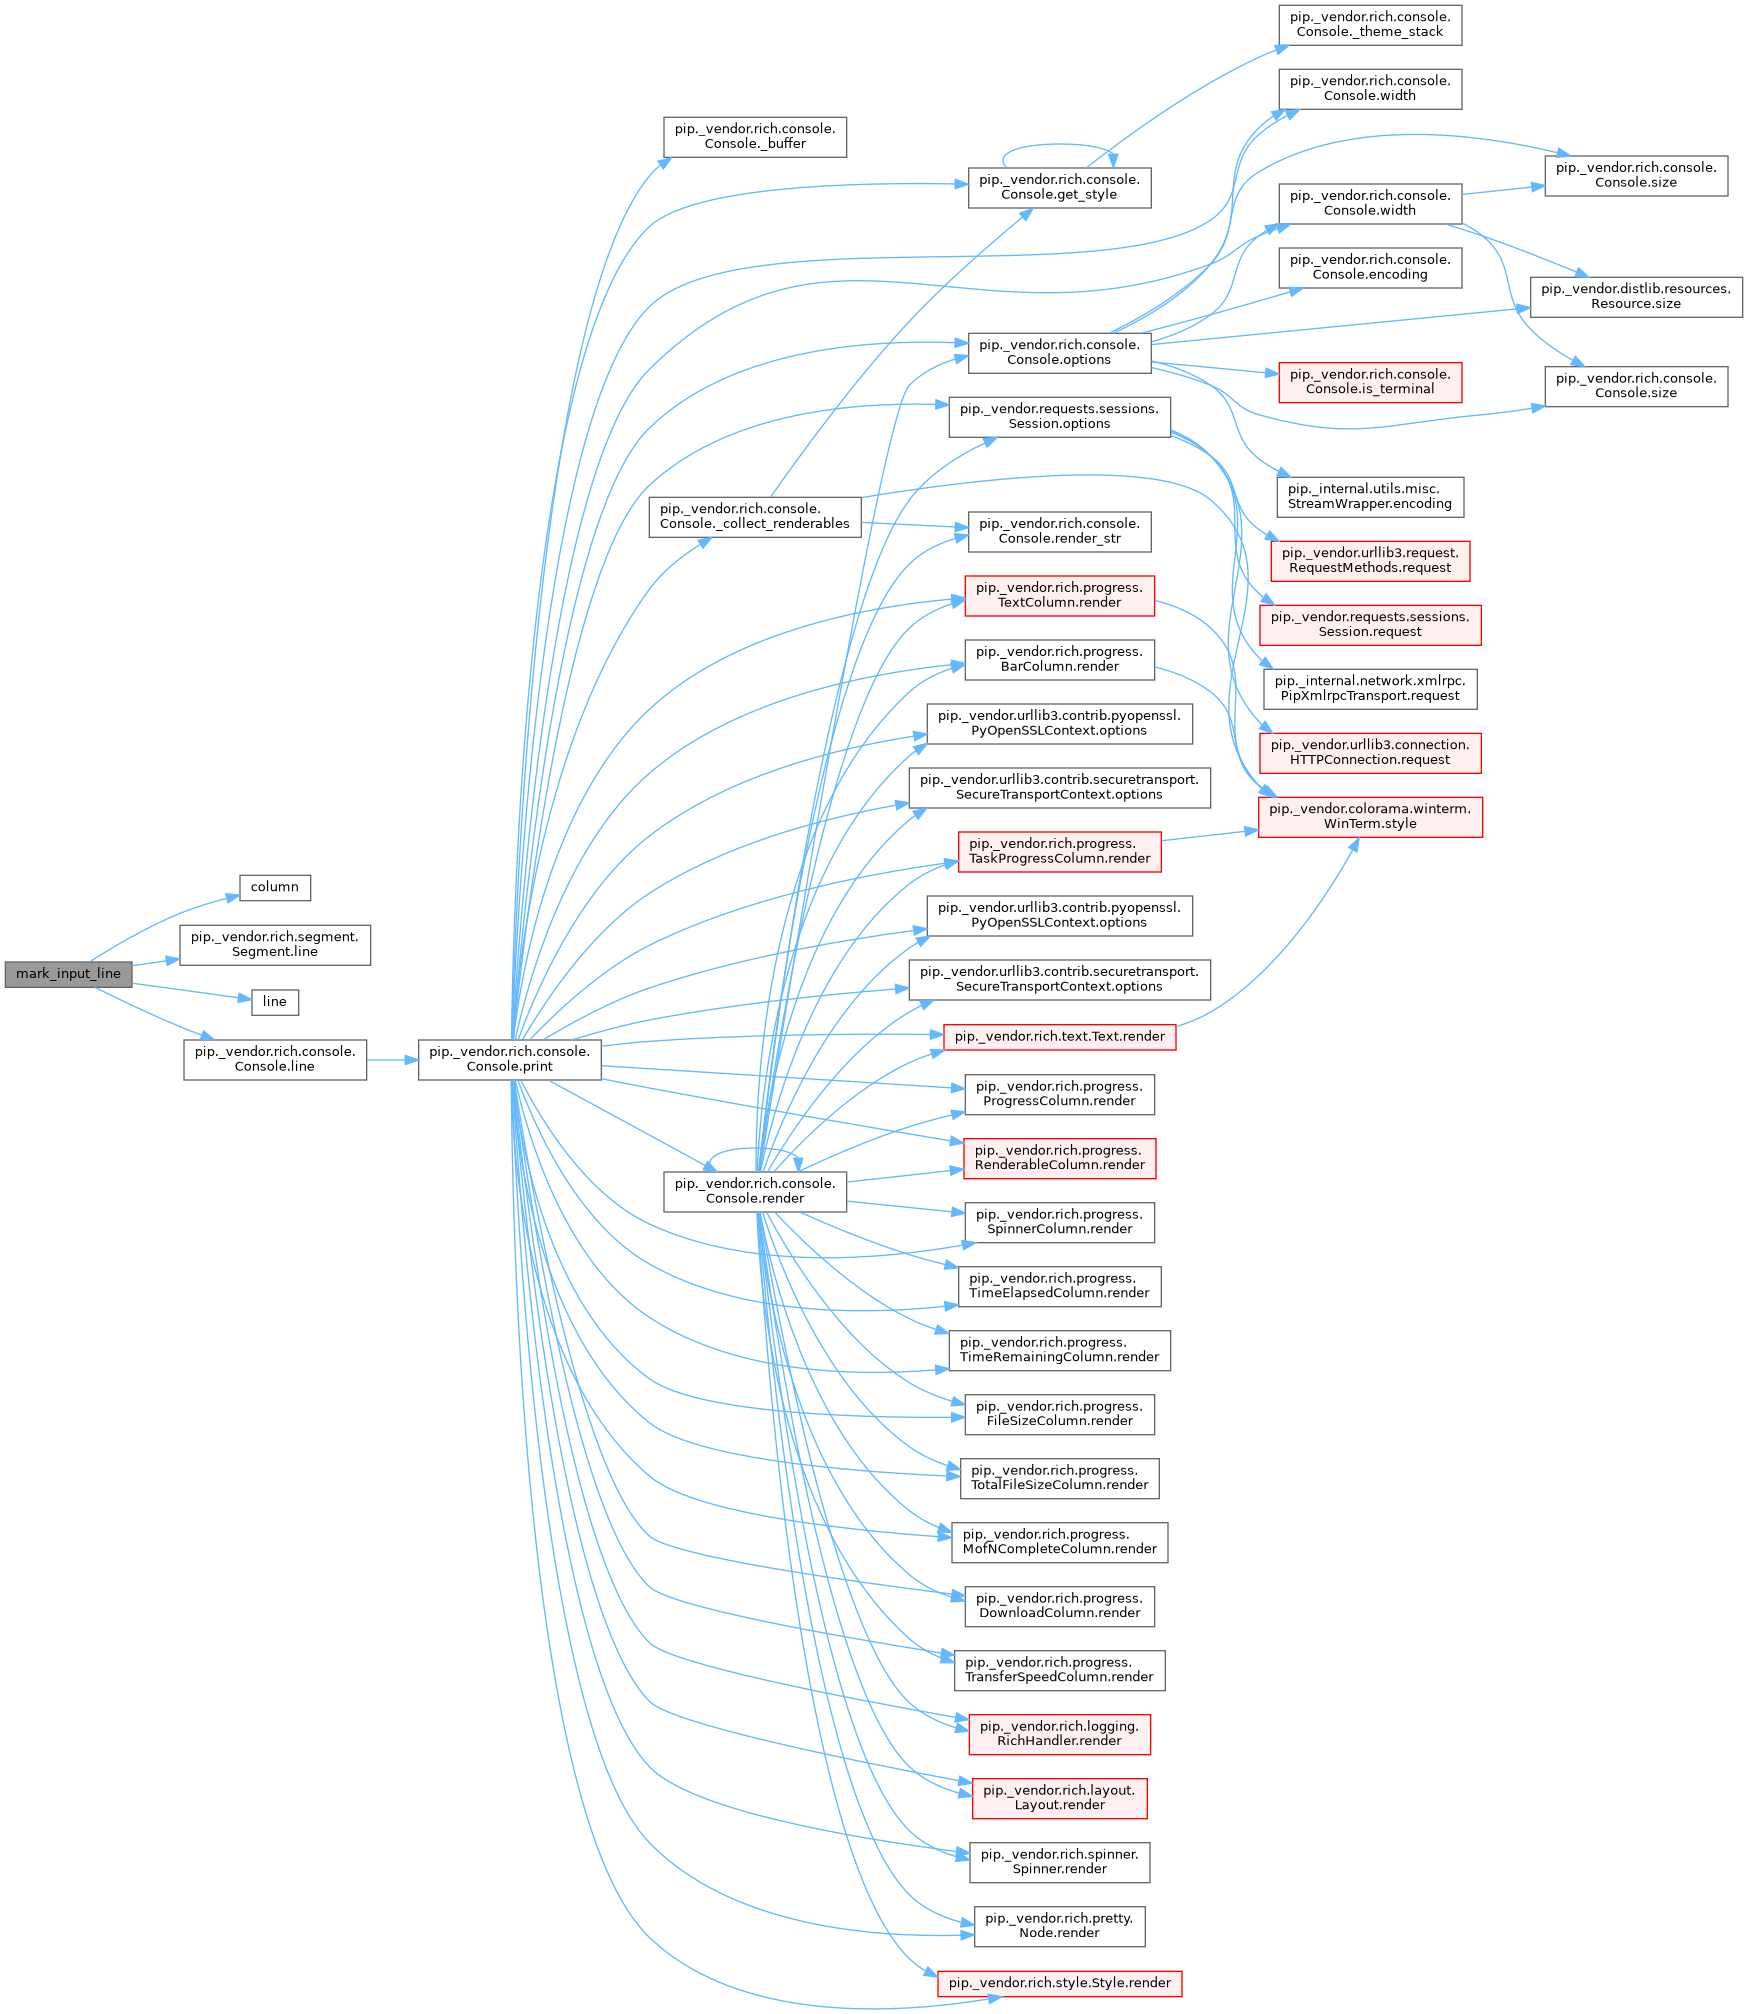 mark_input_line
column
pip._vendor.rich.segment.
Segment.line
line
pip._vendor.rich.console.
Console.line
pip._vendor.rich.console.
Console.print
pip._vendor.rich.console.
Console._buffer
pip._vendor.rich.console.
Console._collect_renderables
pip._vendor.rich.console.
Console.render
pip._vendor.rich.console.
Console.get_style
pip._vendor.rich.console.
Console.options
pip._vendor.requests.sessions.
Session.options
pip._vendor.rich.console.
Console.render_str
pip._vendor.rich.progress.
TextColumn.render
pip._vendor.rich.progress.
BarColumn.render
pip._vendor.urllib3.contrib.pyopenssl.
PyOpenSSLContext.options
pip._vendor.urllib3.contrib.securetransport.
SecureTransportContext.options
pip._vendor.rich.progress.
TaskProgressColumn.render
pip._vendor.urllib3.contrib.pyopenssl.
PyOpenSSLContext.options
pip._vendor.urllib3.contrib.securetransport.
SecureTransportContext.options
pip._vendor.rich.text.Text.render
pip._vendor.rich.progress.
ProgressColumn.render
pip._vendor.rich.progress.
RenderableColumn.render
pip._vendor.rich.progress.
SpinnerColumn.render
pip._vendor.rich.progress.
TimeElapsedColumn.render
pip._vendor.rich.progress.
TimeRemainingColumn.render
pip._vendor.rich.progress.
FileSizeColumn.render
pip._vendor.rich.progress.
TotalFileSizeColumn.render
pip._vendor.rich.progress.
MofNCompleteColumn.render
pip._vendor.rich.progress.
DownloadColumn.render
pip._vendor.rich.progress.
TransferSpeedColumn.render
pip._vendor.rich.logging.
RichHandler.render
pip._vendor.rich.layout.
Layout.render
pip._vendor.rich.spinner.
Spinner.render
pip._vendor.rich.pretty.
Node.render
pip._vendor.rich.style.Style.render
pip._vendor.rich.console.
Console._theme_stack
pip._vendor.rich.console.
Console.width
pip._vendor.rich.console.
Console.width
pip._vendor.rich.console.
Console.encoding
pip._vendor.rich.console.
Console.is_terminal
pip._internal.utils.misc.
StreamWrapper.encoding
pip._vendor.urllib3.request.
RequestMethods.request
pip._vendor.requests.sessions.
Session.request
pip._internal.network.xmlrpc.
PipXmlrpcTransport.request
pip._vendor.urllib3.connection.
HTTPConnection.request
pip._vendor.colorama.winterm.
WinTerm.style
pip._vendor.rich.console.
Console.size
pip._vendor.distlib.resources.
Resource.size
pip._vendor.rich.console.
Console.size